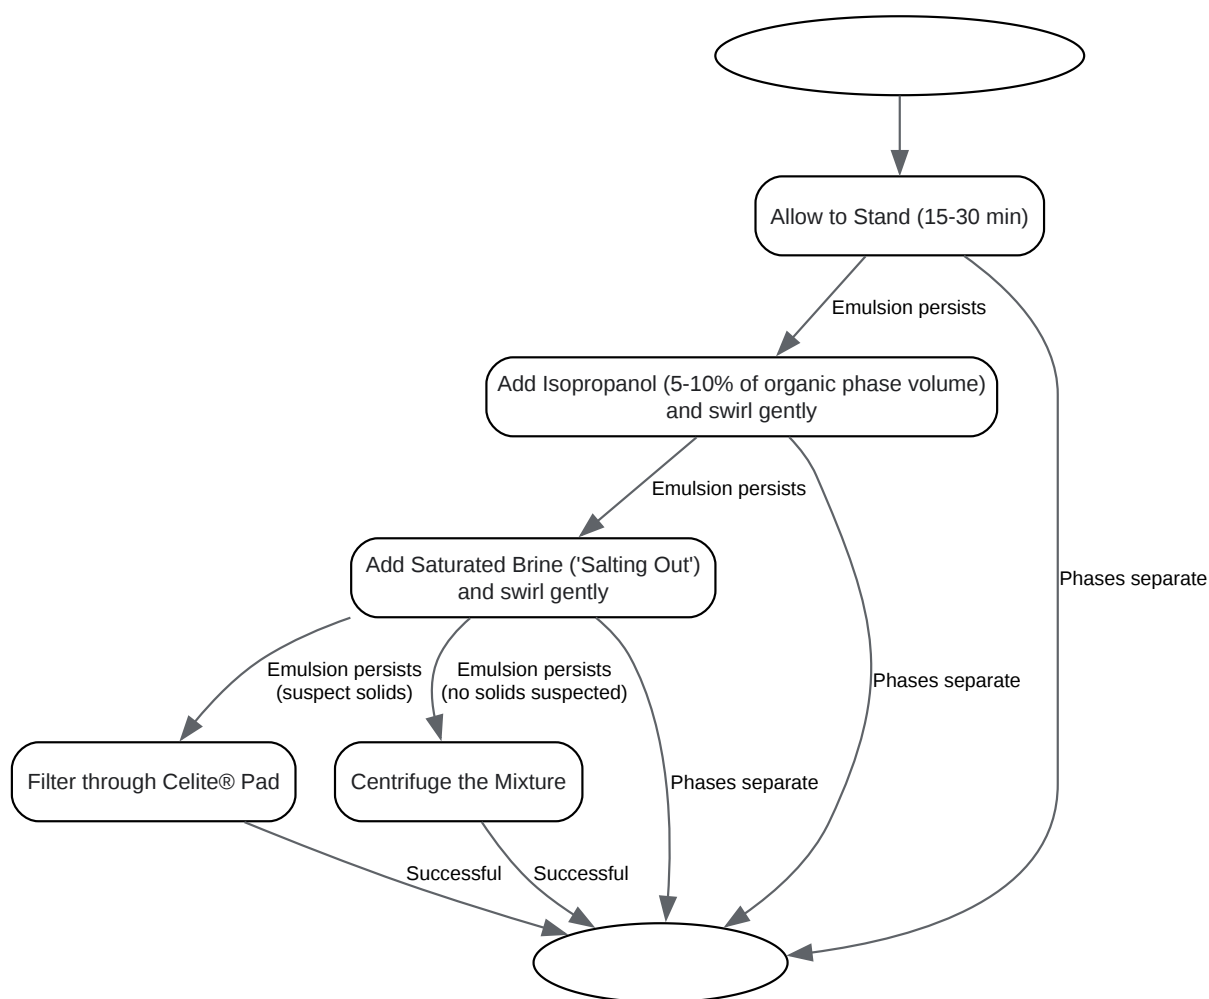 Allow to Stand (15-30 min)
Emulsion persists
Add Isopropanol (5-10% of organic phase volume)
and swirl gently
Emulsion persists
Add Saturated Brine ('Salting Out')
and swirl gently
Phases separate
Emulsion persists
(suspect solids)
Emulsion persists
(no solids suspected)
Phases separate
Filter through Celite® Pad
Centrifuge the Mixture
Phases separate
Successful
Successful